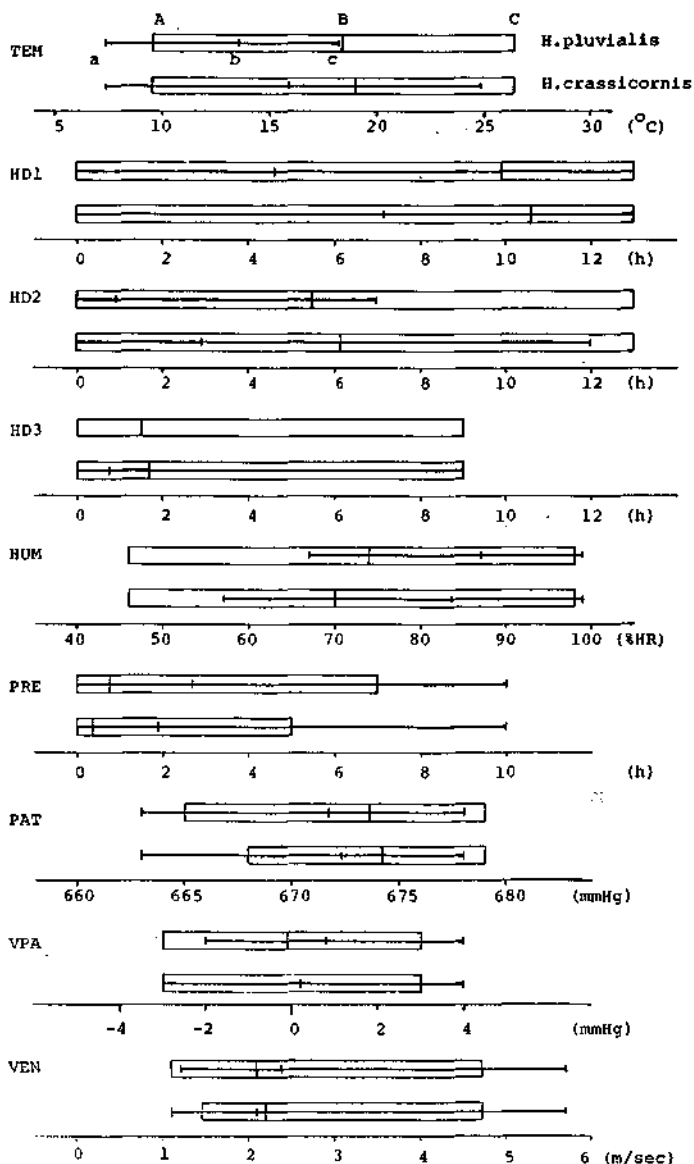 A B C
TEM H.pluvialis
a b c
H.crassicornis
5 10 15 20 25 30 (°C)
HD1
0 2 4 6 8 10 12 (h)
HD2
0 2 4 6 8 10 12 (h)
HD3
0 2 4 6 8 10 12 (h)
HUM
40 50 60 70 80 90 100 (%HR)
PRE
0 2 4 6 8 10 (h)
PAT
660 665 670 675 680 (mmHg)
VPA
-4 -2 0 2 4 (mmHg)
VEN
0 1 2 3 4 5 6 (m/sec)